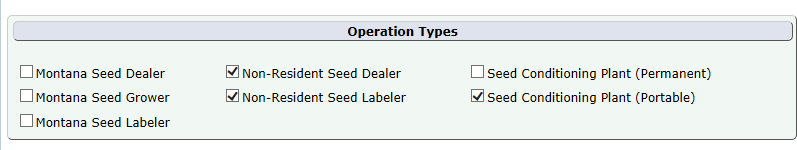 Operation Types
Montana Seed Dealer Non-Resident Seed Dealer Seed Conditioning Plant (Permanent)
Montana Seed Grower Non-Resident Seed Labeler Seed Conditioning Plant (Portable)
Montana Seed Labeler